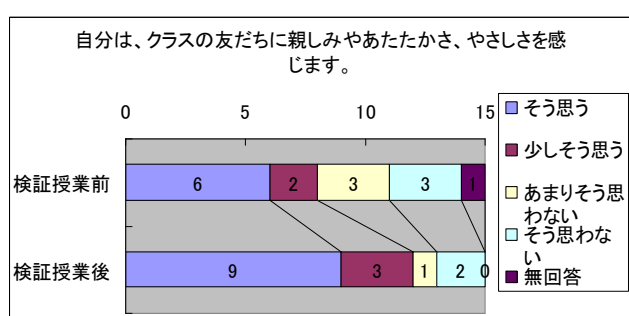 自分は、クラスの友だちに親しみやあたたかさ、やさしさを感
じます。
0 5 10 15
検証授業前 6 2 3 3 1
検証授業後 9 3 1 2 0
そう思う
少しそう思う
あまりそう思
わない
そう思わな
い
無回答